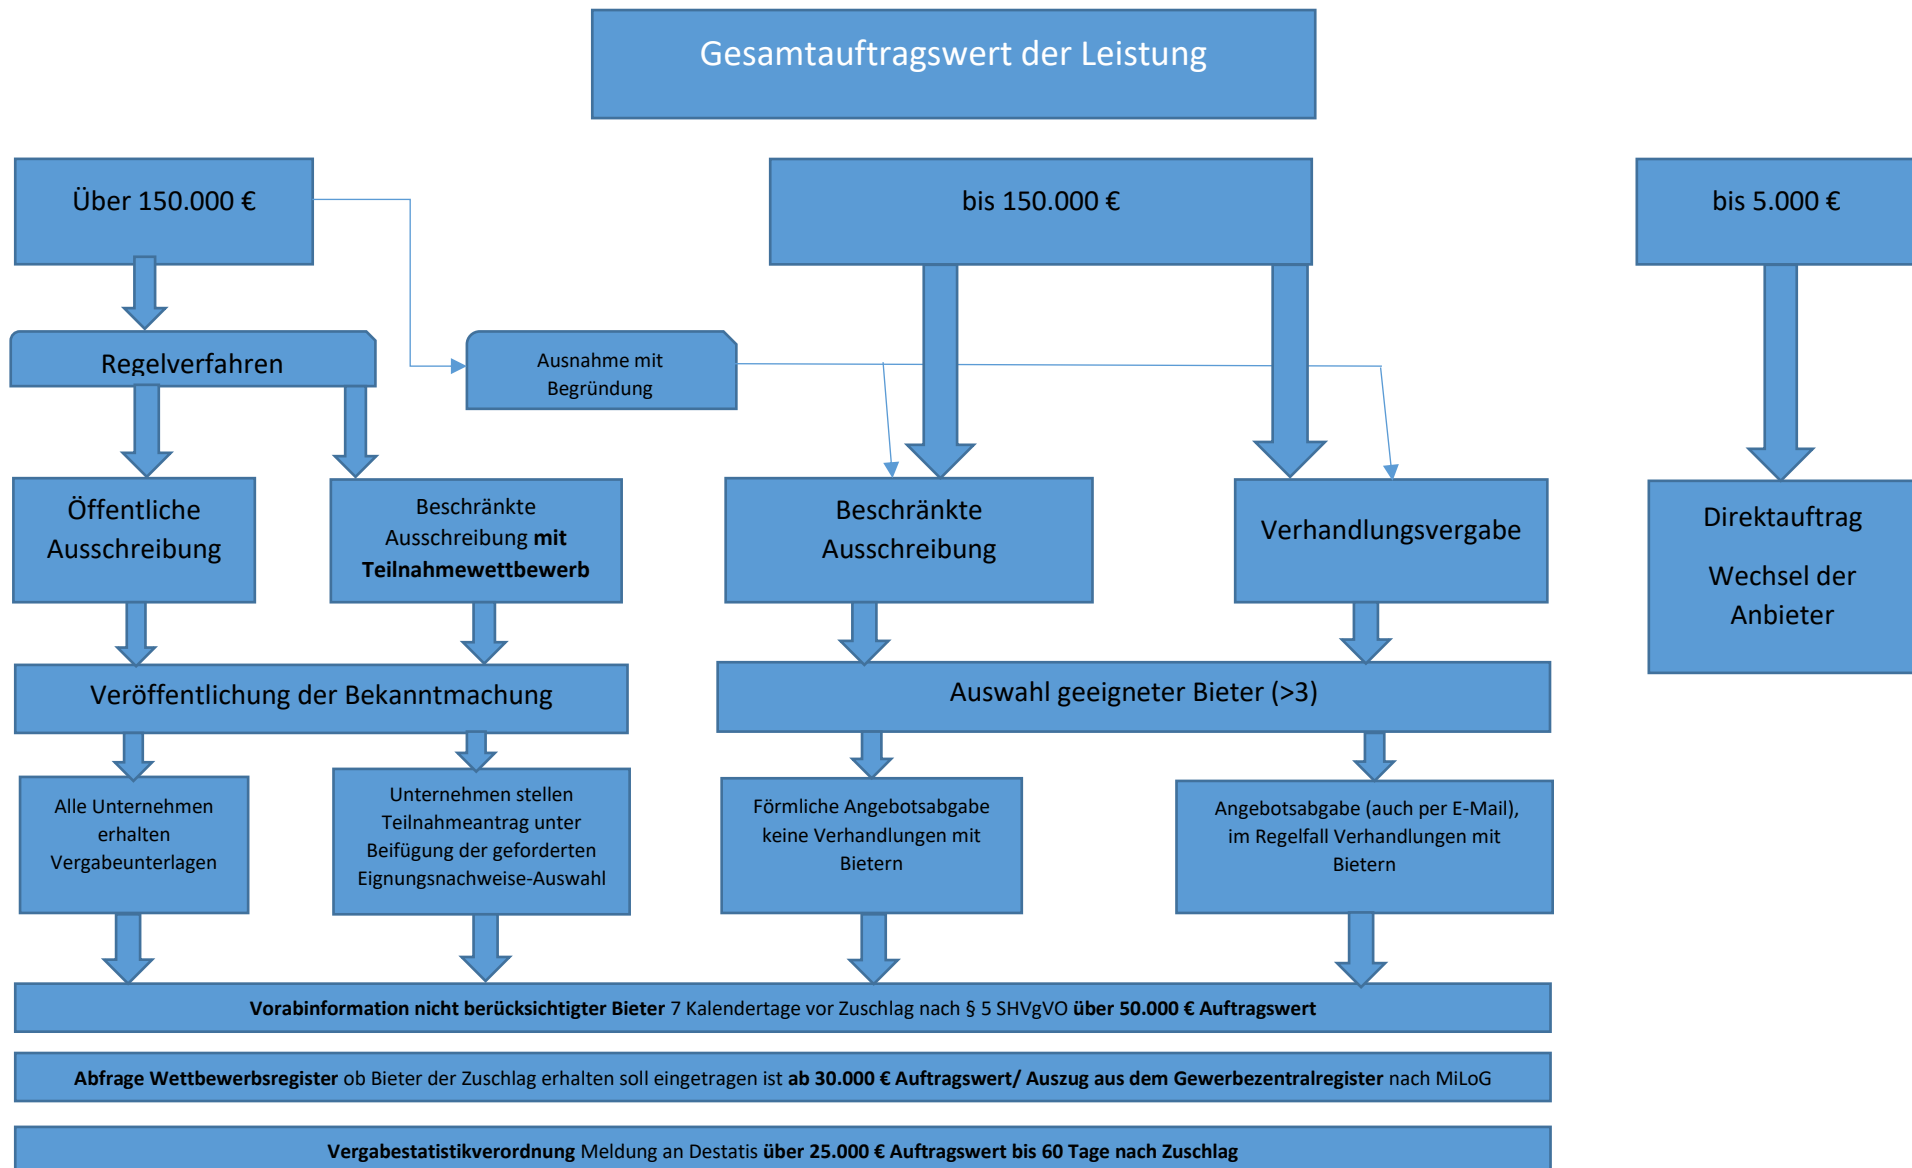 Gesamtauftragswert der Leistung
Über 150.000 €
bis 150.000 €
bis 5.000 €
Regelverfahren
Ausnahme mit
Begründung
Öffentliche
Ausschreibung
Beschränkte
Ausschreibung mit
Teilnahmewettbewerb
Beschränkte
Ausschreibung
Verhandlungsvergabe
Direktauftrag
Wechsel der
Anbieter
Veröffentlichung der Bekanntmachung
Auswahl geeigneter Bieter (>3)
Alle Unternehmen
erhalten
Vergabeunterlagen
Unternehmen stellen
Teilnahmeantrag unter
Beifügung der geforderten
Eignungsnachweise-Auswahl
Förmliche Angebotsabgabe
keine Verhandlungen mit
Bietern
Angebotsabgabe (auch per E-Mail),
im Regelfall Verhandlungen mit
Bietern
Vorabinformation nicht berücksichtigter Bieter 7 Kalendertage vor Zuschlag nach § 5 SHVgVO über 50.000 € Auftragswert
Abfrage Wettbewerbsregister ob Bieter der Zuschlag erhalten soll eingetragen ist ab 30.000 € Auftragswert/ Auszug aus dem Gewerbezentralregister nach MiLoG
Vergabestatistikverordnung Meldung an Destatis über 25.000 € Auftragswert bis 60 Tage nach Zuschlag